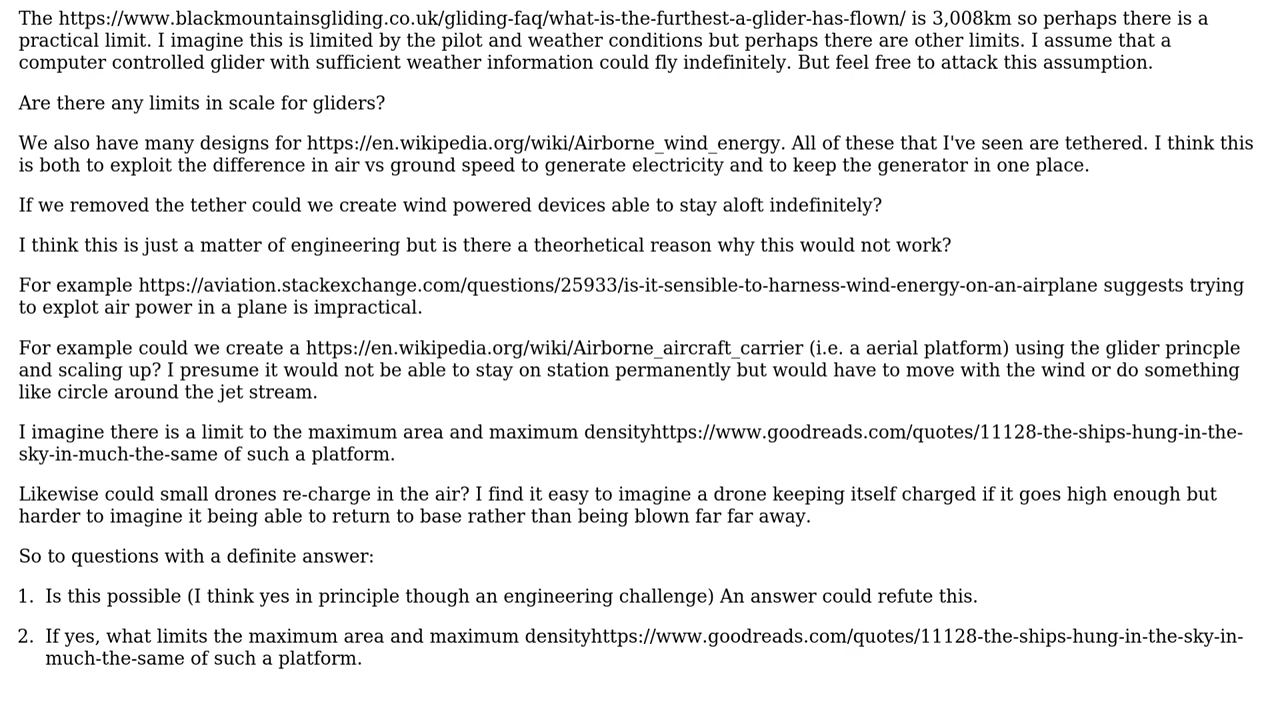 The https://www.blackmountainsgliding.co.uk/gliding-faq/what-is-the-furthest-a-glider-has-flown/ is 3,008km so perhaps there is a
practical limit. I imagine this is limited by the pilot and weather conditions but perhaps there are other limits. I assume that a
computer controlled glider with sufficient weather information could fly indefinitely. But feel free to attack this assumption.
Are there any limits in scale for gliders?
We also have many designs for https://en.wikipedia.org/wiki/Airborne_wind_energy. All of these that I've seen are tethered. I think this
is both to exploit the difference in air vs ground speed to generate electricity and to keep the generator in one place.
If we removed the tether could we create wind powered devices able to stay aloft indefinitely?
I think this is just a matter of engineering but is there a theorhetical reason why this would not work?
For example https://aviation.stackexchange.com/questions/25933/is-it-sensible-to-harness-wind-energy-on-an-airplane suggests trying
to explot air power in a plane is impractical.
For example could we create a https://en.wikipedia.org/wiki/Airborne_aircraft_carrier (i.e. a aerial platform) using the glider princple
and scaling up? I presume it would not be able to stay on station permanently but would have to move with the wind or do something
like circle around the jet stream.
I imagine there is a limit to the maximum area and maximum densityhttps://www.goodreads.com/quotes/11128-the-ships-hung-in-the-
sky-in-much-the-same of such a platform.
Likewise could small drones re-charge in the air? I find it easy to imagine a drone keeping itself charged if it goes high enough but
harder to imagine it being able to return to base rather than being blown far far away.
So to questions with a definite answer:
1. Is this possible (I think yes in principle though an engineering challenge) An answer could refute this.
2. If yes, what limits the maximum area and maximum densityhttps://www.goodreads.com/quotes/11128-the-ships-hung-in-the-sky-in-
much-the-same of such a platform.